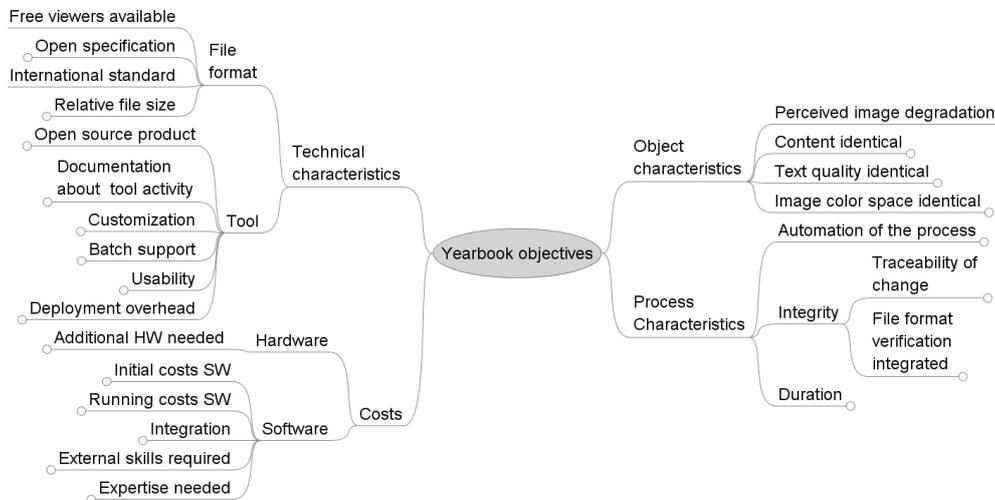 Free viewers available
Open specification
International standard
Relative file size
File
format
Open source product
Documentation
about tool activity
Customization
Batch support
Usability
Deployment overhead
Tool
Technical
characteristics
Additional HW needed
Hardware
Initial costs SW
Running costs SW
Integration
External skills required
Expertise needed
Software
Costs
Yearbook objectives
Object
characteristics
Perceived image degradation
Content identical
Text quality identical
Image color space identical
Process
Characteristics
Automation of the process
Integrity
Traceability of
change
File format
verification
integrated
Duration